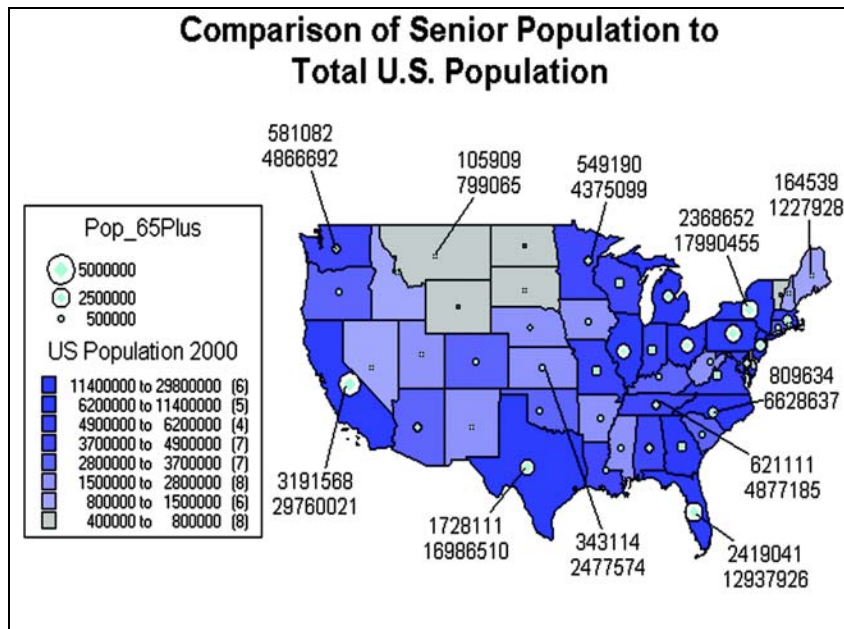 Comparison of Senior Population to
Total U.S. Population
581082
4866692
105909
799065
549190
4375099
164539
1227928
2368652
17990455
Pop_65Plus
5000000
2500000
500000
US Population 2000
11400000 to 29800000 (6)
6200000 to 11400000 (5)
4900000 to 6200000 (4)
3700000 to 4900000 (7)
2800000 to 3700000 (7)
1500000 to 2800000 (8)
800000 to 1500000 (6)
400000 to 800000 (8)
809634
6628637
621111
4877185
3191568
29760021
1728111
16986510
343114
2477574
2419041
12937926